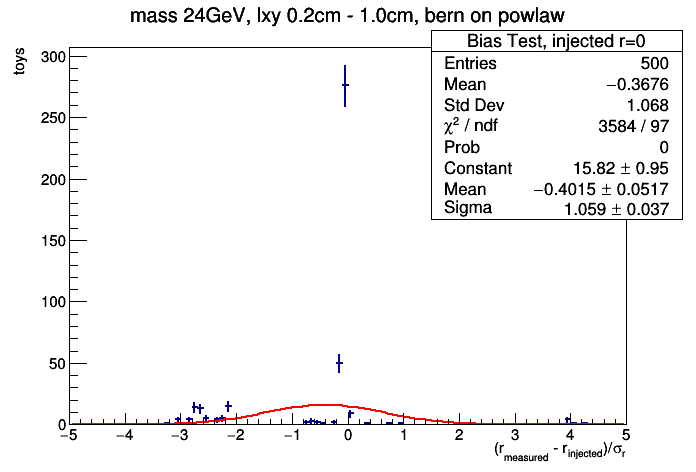 mass 24GeV, lxy 0.2cm - 1.0cm, bern on powlaw
Bias Test, injected r=0
Entries 500
Mean −0.3676
Std Dev 1.068
χ² / ndf 3584 / 97
Prob 0
Constant 15.82 ± 0.95
Mean −0.4015 ± 0.0517
Sigma 1.059 ± 0.037
toys
300
250
200
150
100
50
0
−5 −4 −3 −2 −1 0 1 2 3 4 5
(r_measured - r_injected)/σ_r